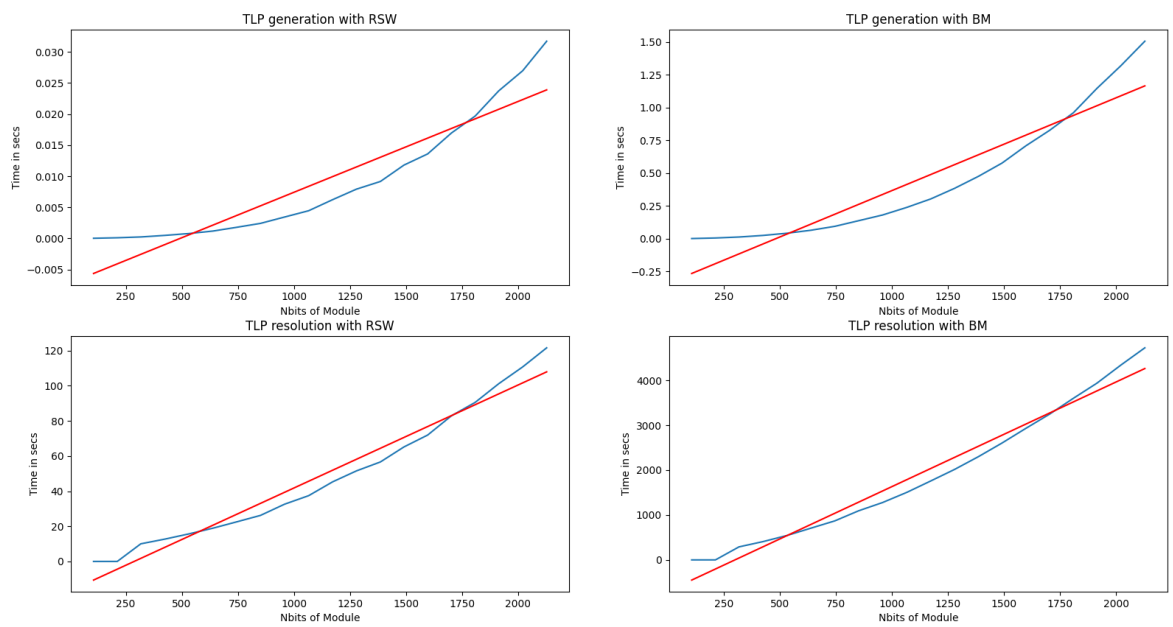 TLP generation with RSW
0.030
0.025
0.020
0.015
0.010
0.005
0.000
−0.005
Time in secs
250 500 750 1000 1250 1500 1750 2000
Nbits of Module
TLP generation with BM
1.50
1.25
1.00
0.75
0.50
0.25
0.00
−0.25
Time in secs
250 500 750 1000 1250 1500 1750 2000
Nbits of Module
TLP resolution with RSW
120
100
80
60
40
20
0
Time in secs
250 500 750 1000 1250 1500 1750 2000
Nbits of Module
TLP resolution with BM
4000
3000
2000
1000
0
Time in secs
250 500 750 1000 1250 1500 1750 2000
Nbits of Module